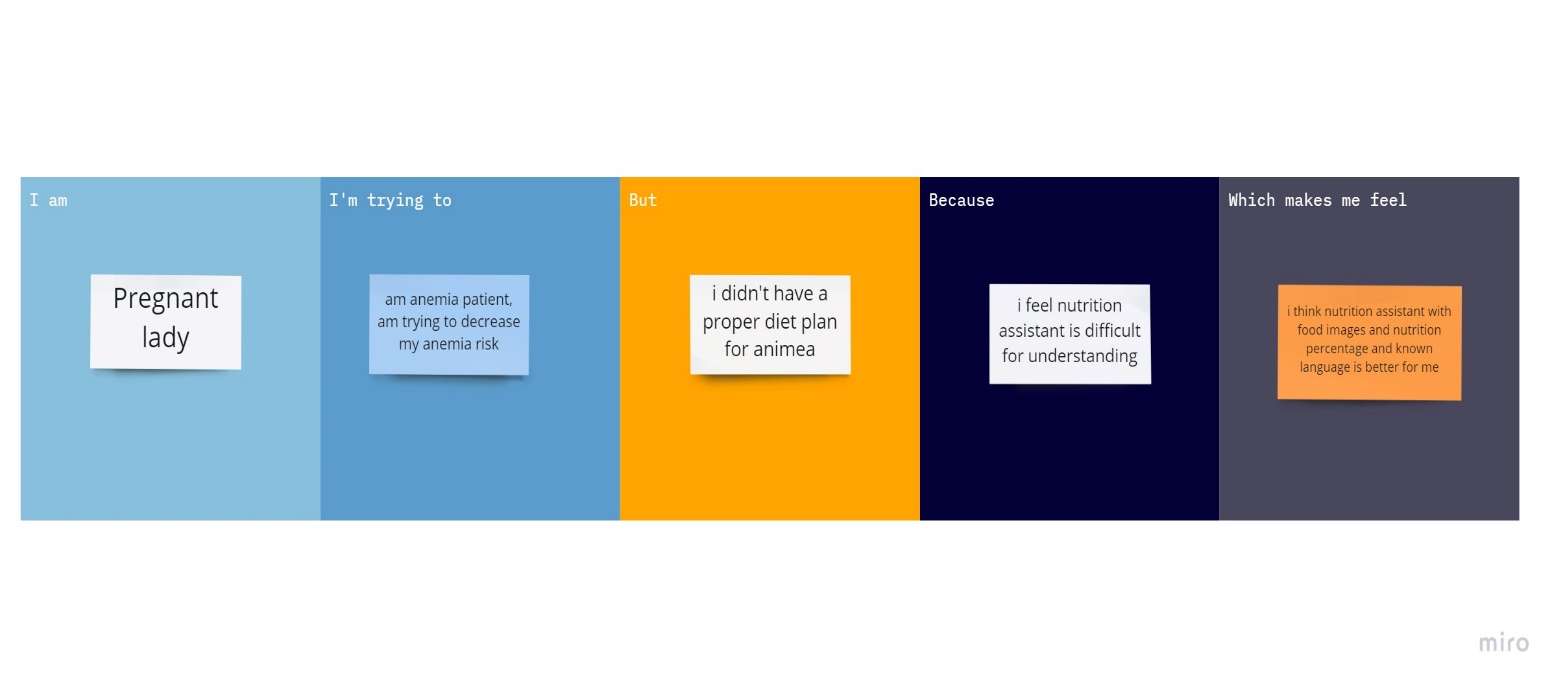 I am
Pregnant
lady
I'm trying to
am anemia patient,
am trying to decrease
my anemia risk
But
i didn't have a
proper diet plan
for animea
Because
i feel nutrition
assistant is difficult
for understanding
Which makes me feel
i think nutrition assistant with
food images and nutrition
percentage and known
language is better for me
miro